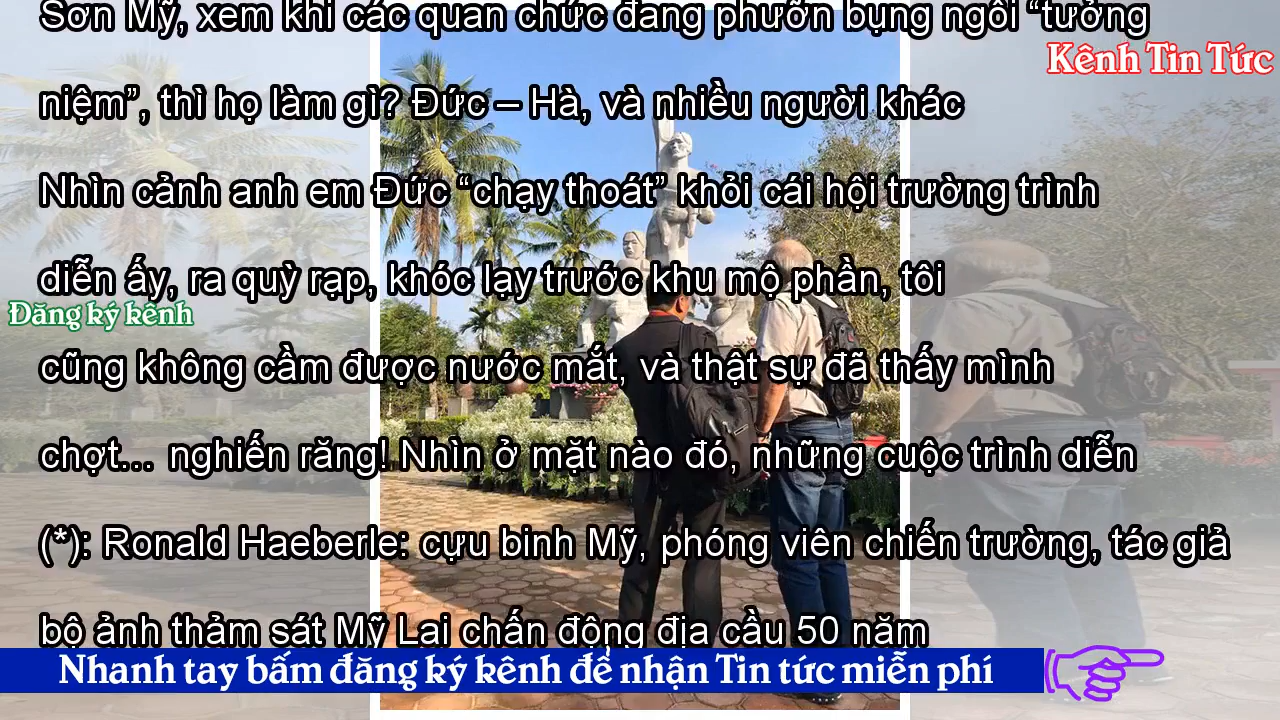 Sơn Mỹ, xem khi các quan chức đang phưỡn bụng ngồi “tưởng
Kênh Tin Tức
niệm”, thì họ làm gì? Đức – Hà, và nhiều người khác
Nhìn cảnh anh em Đức “chạy thoát” khỏi cái hội trường trình
diễn ấy, ra quỳ rạp, khóc lạy trước khu mộ phần, tôi
Đăng ký kênh
cũng không cầm được nước mắt, và thật sự đã thấy mình
chợt... nghiến răng! Nhìn ở mặt nào đó, những cuộc trình diễn
(*): Ronald Haeberle: cựu binh Mỹ, phóng viên chiến trường, tác giả
bộ ảnh thảm sát Mỹ Lai chấn động địa cầu 50 năm
Nhanh tay bấm đăng ký kênh để nhận Tin tức miễn phí